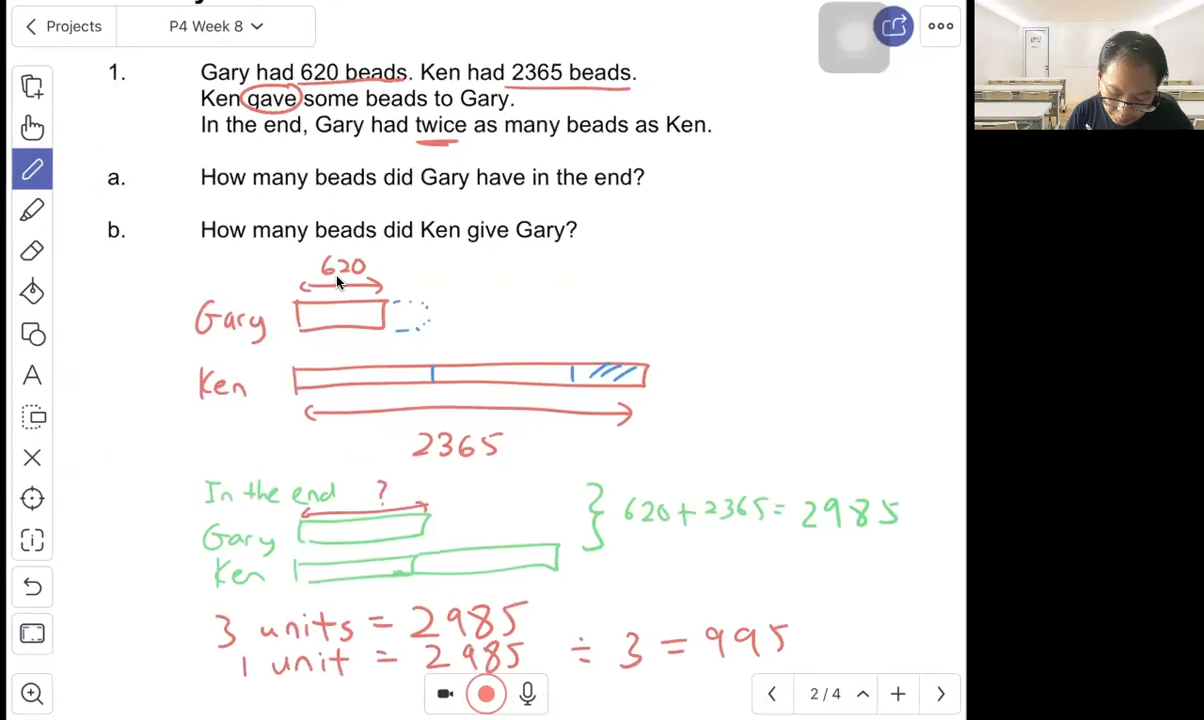 Projects P4 Week 8
1. Gary had 620 beads. Ken had 2365 beads.
Ken gave some beads to Gary.
In the end, Gary had twice as many beads as Ken.
a. How many beads did Gary have in the end?
b. How many beads did Ken give Gary?
620
Gary
Ken
2365
In the end ?
Gary } 620 + 2365 = 2985
Ken
3 units = 2985
1 unit = 2985 ÷ 3 = 995
2 / 4